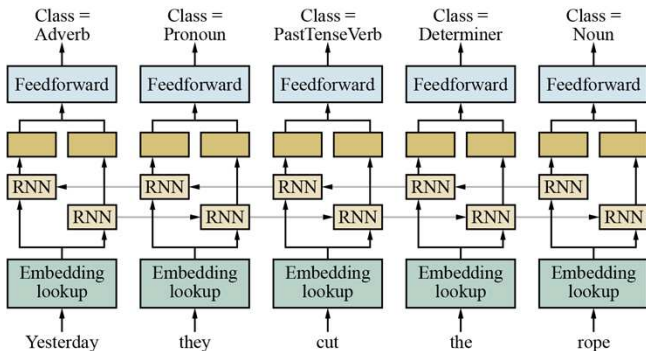 Class = Class = Class = Class = Class =
Adverb Pronoun PastTenseVerb Determiner Noun
Feedforward Feedforward Feedforward Feedforward Feedforward
RNN RNN RNN RNN RNN
RNN RNN RNN RNN RNN
Embedding Embedding Embedding Embedding Embedding
lookup lookup lookup lookup lookup
Yesterday they cut the rope